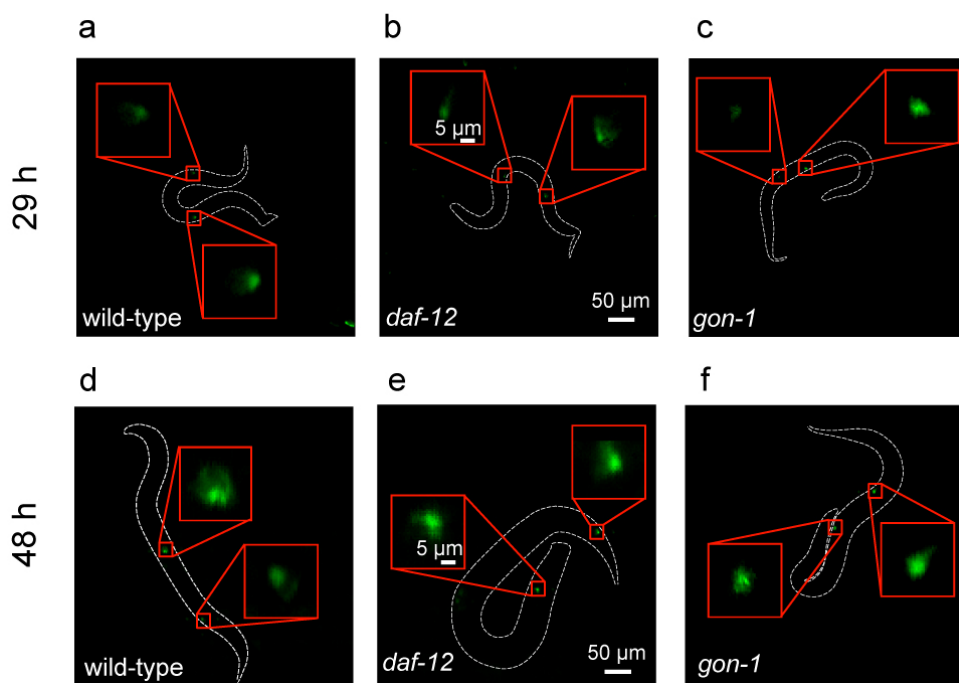 a
b
c
29 h
5 µm
wild-type
daf-12
50 µm
gon-1
d
e
f
48 h
5 µm
wild-type
daf-12
50 µm
gon-1